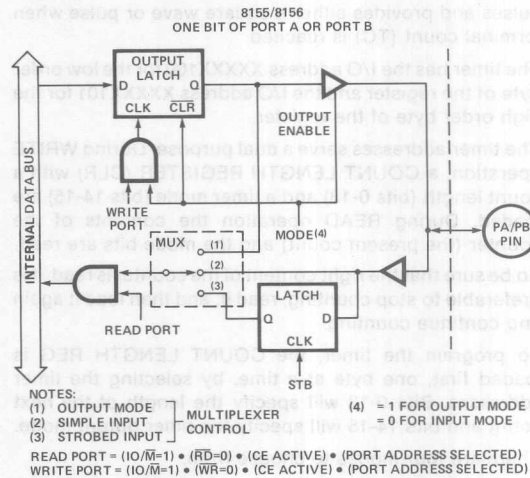 8155/8156
ONE BIT OF PORT A OR PORT B
OUTPUT
LATCH
D
CLK
CLR
OUTPUT
ENABLE
INTERNAL DATA BUS
WRITE
PORT
MUX
(1)
(2)
(3)
MODE(4)
PA/PB
PIN
READ PORT
LATCH
Q
D
CLK
STB
NOTES:
(1) OUTPUT MODE
(2) SIMPLE INPUT
(3) STROBED INPUT
MULTIPLEXER
CONTROL
(4) = 1 FOR OUTPUT MODE
= 0 FOR INPUT MODE
READ PORT = (IO/M̅=1) • (R̅D̅=0) • (CE ACTIVE) • (PORT ADDRESS SELECTED)
WRITE PORT = (IO/M̅=1) • (W̅R̅=0) • (CE ACTIVE) • (PORT ADDRESS SELECTED)